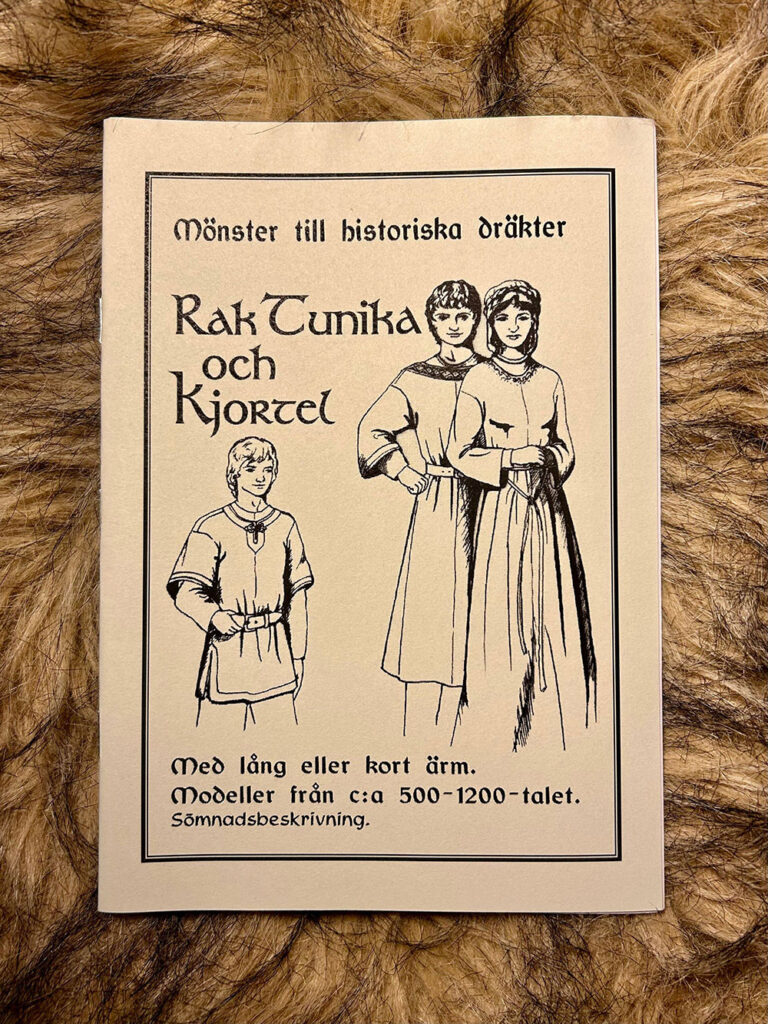 Mönster till historiska dräkter
Rak Tunika
och
Kjortel
Med lång eller kort ärm.
Modeller från c:a 500-1200-talet.
Sömnadsbeskrivning.